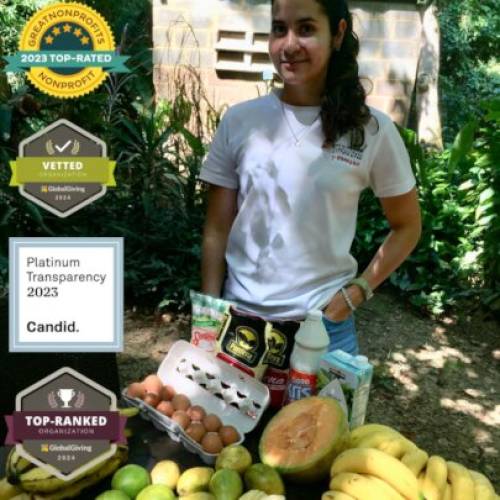 GREATNONPROFITS
2023 TOP-RATED
NONPROFIT
VETTED
ORGANIZATION
GlobalGiving
2024
Platinum
Transparency
2023
Candid.
TOP-RANKED
ORGANIZATION
GlobalGiving
2024